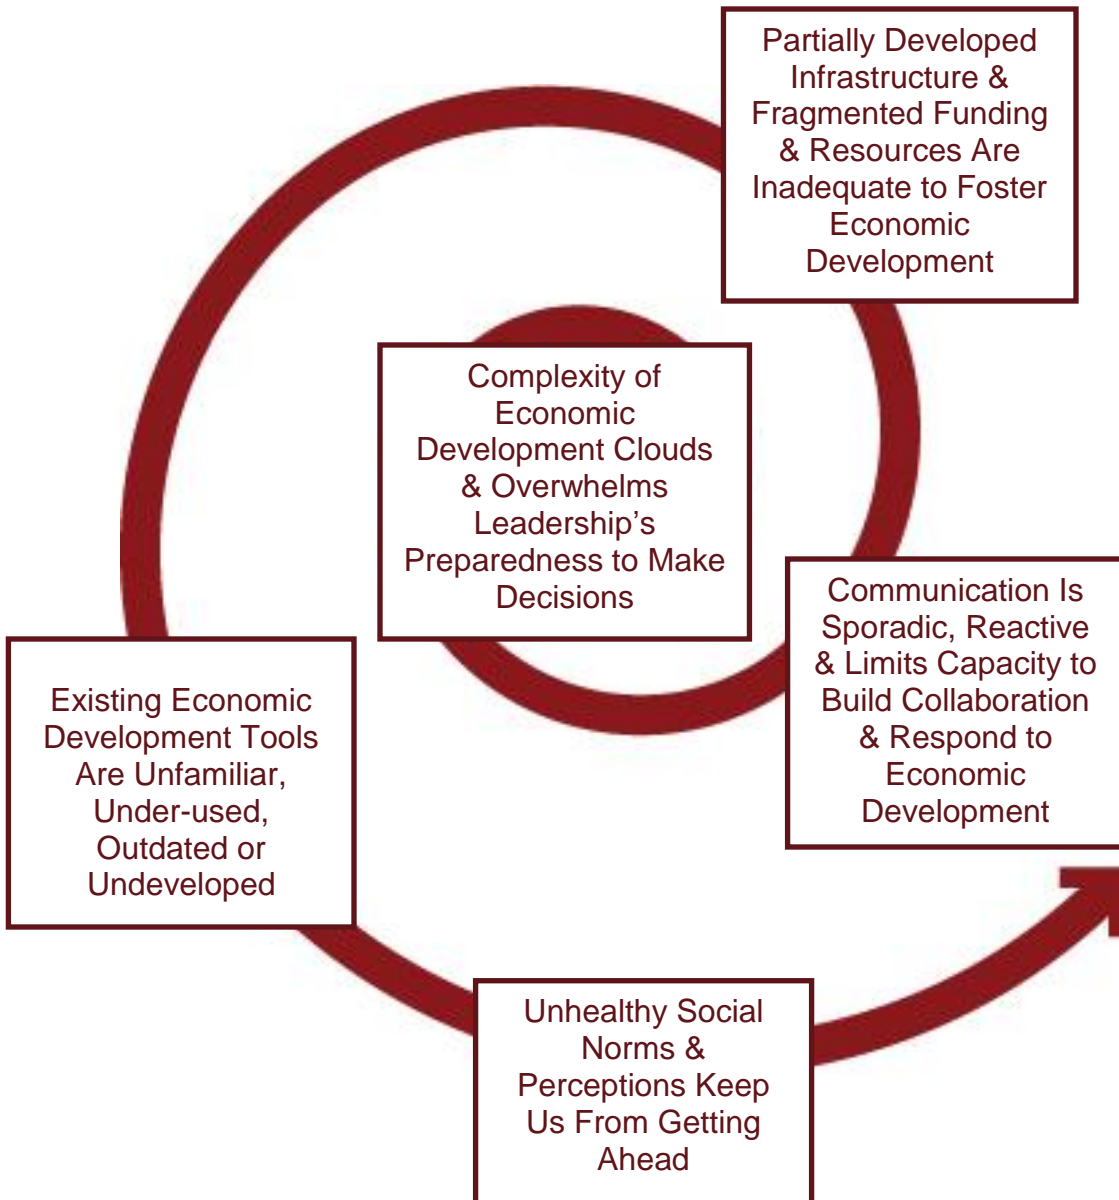 Partially Developed
Infrastructure &
Fragmented Funding
& Resources Are
Inadequate to Foster
Economic
Development
Complexity of
Economic
Development Clouds
& Overwhelms
Leadership’s
Preparedness to Make
Decisions
Communication Is
Sporadic, Reactive
& Limits Capacity to
Build Collaboration
& Respond to
Economic
Development
Existing Economic
Development Tools
Are Unfamiliar,
Under-used,
Outdated or
Undeveloped
Unhealthy Social
Norms &
Perceptions Keep
Us From Getting
Ahead